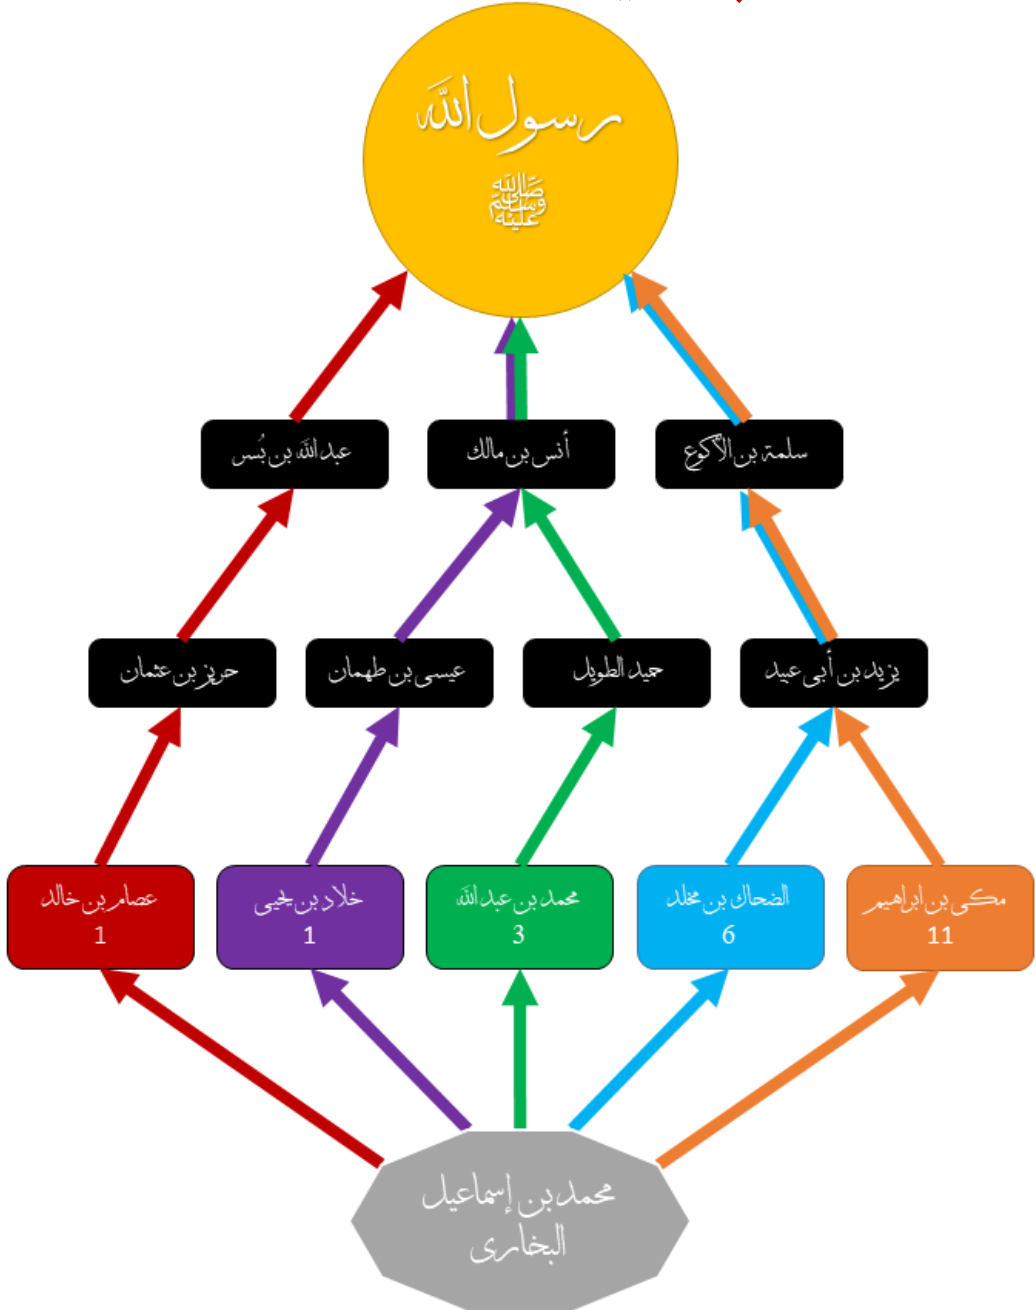 رسول الله
ﷺ
سلمة بن الأكوع
أنس بن مالك
عبد الله بن بُسر
يزيد بن أبي عبيد
حميد الطويل
عيسى بن طهمان
حريز بن عثمان
مكي بن ابراهيم
11
الضحاك بن مخلد
6
محمد بن عبد الله
3
خلاد بن يحيى
1
عصام بن خالد
1
محمد بن إسماعيل
البخاري